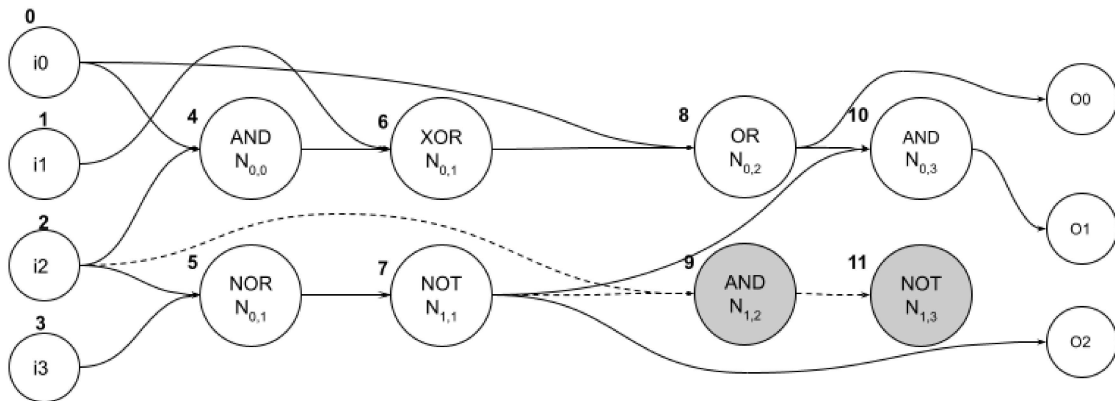 0
i0
1
i1
2
i2
3
i3
4
AND
N0,0
5
NOR
N0,1
6
XOR
N0,1
7
NOT
N1,1
8
OR
N0,2
9
AND
N1,2
10
AND
N0,3
11
NOT
N1,3
O0
O1
O2